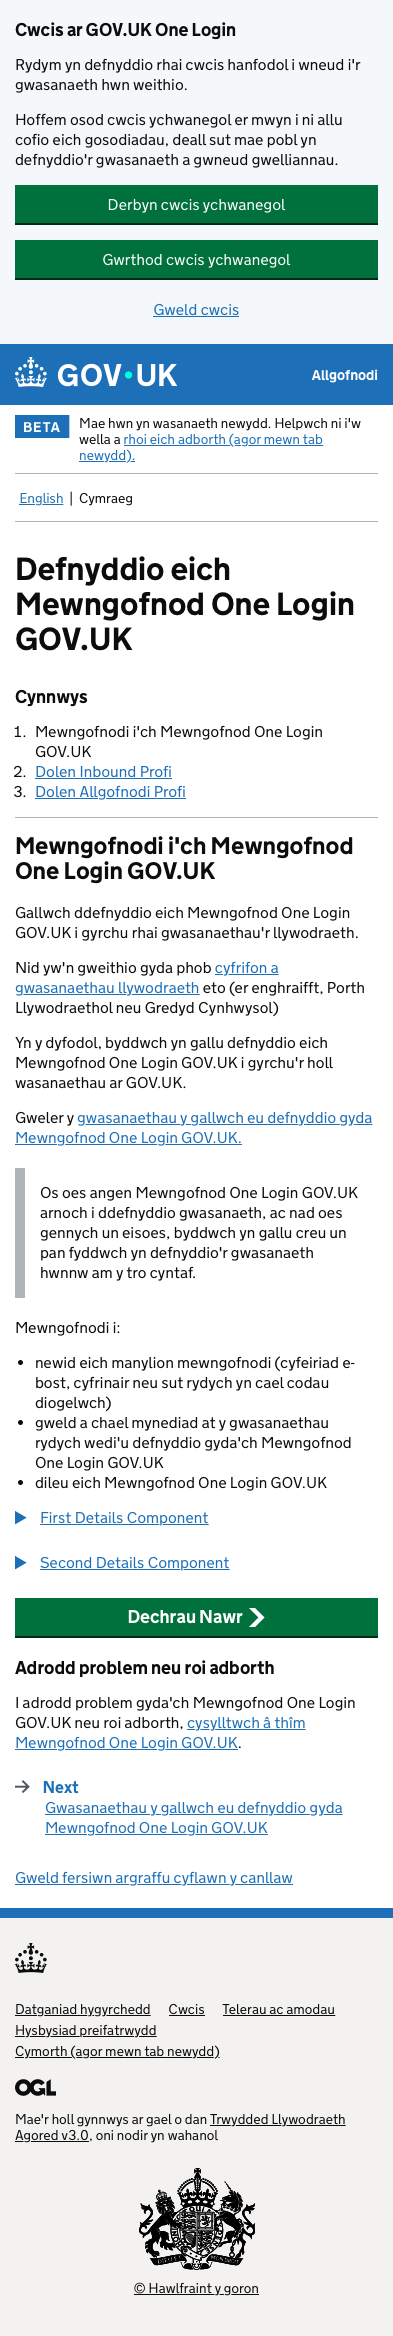 Cwcis ar GOV.UK One Login
Rydym yn defnyddio rhai cwcis hanfodol i wneud i'r
gwasanaeth hwn weithio.
Hoffem osod cwcis ychwanegol er mwyn i ni allu
cofio eich gosodiadau, deall sut mae pobl yn
defnyddio'r gwasanaeth a gwneud gwelliannau.
Derbyn cwcis ychwanegol
Gwrthod cwcis ychwanegol
Gweld cwcis
GOV·UK
Allgofnodi
BETA
Mae hwn yn wasanaeth newydd. Helpwch ni i'w
wella a rhoi eich adborth (agor mewn tab
newydd).
English | Cymraeg
Defnyddio eich
Mewngofnod One Login
GOV.UK
Cynnwys
1. Mewngofnodi i'ch Mewngofnod One Login
GOV.UK
2. Dolen Inbound Profi
3. Dolen Allgofnodi Profi
Mewngofnodi i'ch Mewngofnod
One Login GOV.UK
Gallwch ddefnyddio eich Mewngofnod One Login
GOV.UK i gyrchu rhai gwasanaethau'r llywodraeth.
Nid yw'n gweithio gyda phob cyfrifon a
gwasanaethau llywodraeth eto (er enghraifft, Porth
Llywodraethol neu Gredyd Cynhwysol)
Yn y dyfodol, byddwch yn gallu defnyddio eich
Mewngofnod One Login GOV.UK i gyrchu'r holl
wasanaethau ar GOV.UK.
Gweler y gwasanaethau y gallwch eu defnyddio gyda
Mewngofnod One Login GOV.UK.
Os oes angen Mewngofnod One Login GOV.UK
arnoch i ddefnyddio gwasanaeth, ac nad oes
gennych un eisoes, byddwch yn gallu creu un
pan fyddwch yn defnyddio'r gwasanaeth
hwnnw am y tro cyntaf.
Mewngofnodi i:
• newid eich manylion mewngofnodi (cyfeiriad e-
bost, cyfrinair neu sut rydych yn cael codau
diogelwch)
• gweld a chael mynediad at y gwasanaethau
rydych wedi'u defnyddio gyda'ch Mewngofnod
One Login GOV.UK
• dileu eich Mewngofnod One Login GOV.UK
First Details Component
Second Details Component
Dechrau Nawr
Adrodd problem neu roi adborth
I adrodd problem gyda'ch Mewngofnod One Login
GOV.UK neu roi adborth, cysylltwch â thîm
Mewngofnod One Login GOV.UK.
Next
Gwasanaethau y gallwch eu defnyddio gyda
Mewngofnod One Login GOV.UK
Gweld fersiwn argraffu cyflawn y canllaw
Datganiad hygyrchedd Cwcis Telerau ac amodau
Hysbysiad preifatrwydd
Cymorth (agor mewn tab newydd)
OGL
Mae'r holl gynnwys ar gael o dan Trwydded Llywodraeth
Agored v3.0, oni nodir yn wahanol
© Hawlfraint y goron